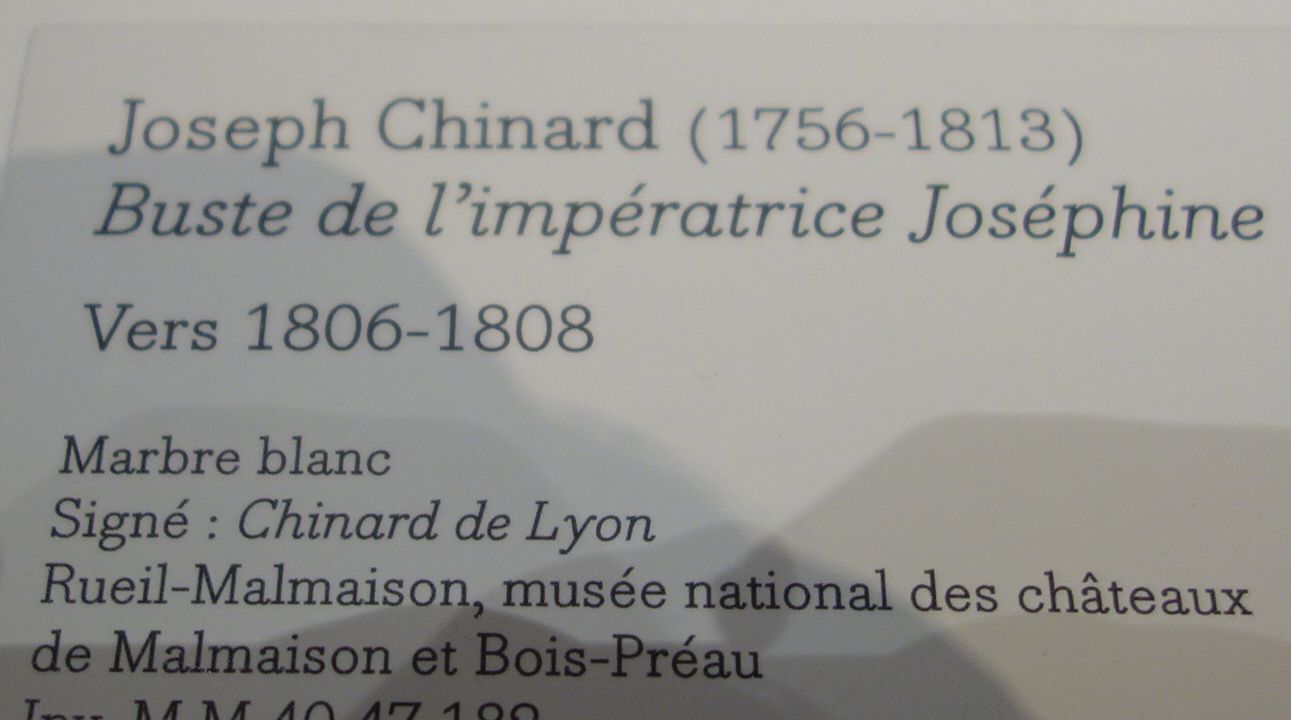 Joseph Chinard (1756-1813)
Buste de l'impératrice Joséphine
Vers 1806-1808
Marbre blanc
Signé : Chinard de Lyon
Rueil-Malmaison, musée national des châteaux
de Malmaison et Bois-Préau
Inv. M.M.